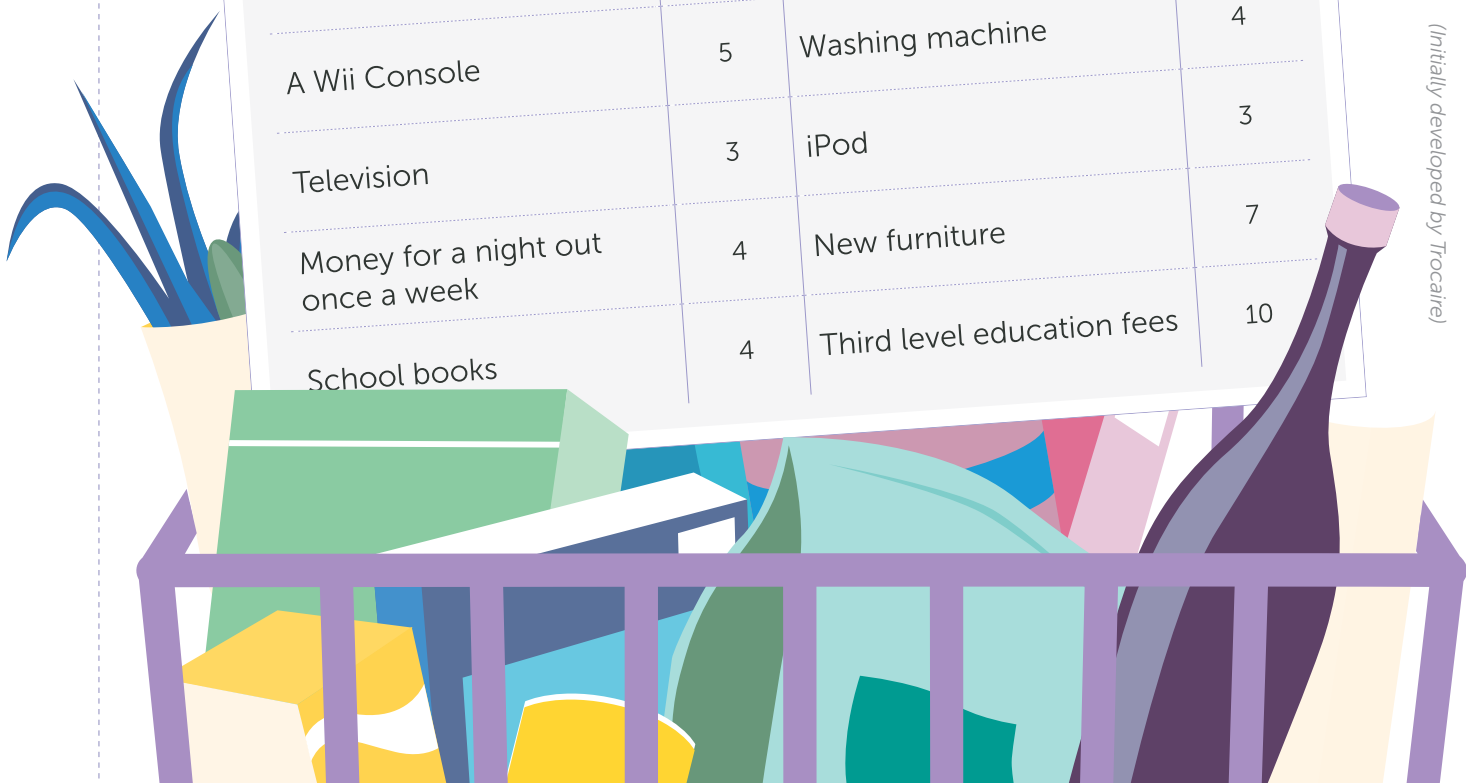 A Wii Console 5 Washing machine 4
Television 3 iPod 3
Money for a night out
once a week 4 New furniture 7
School books 4 Third level education fees 10
(Initially developed by Trocaire)